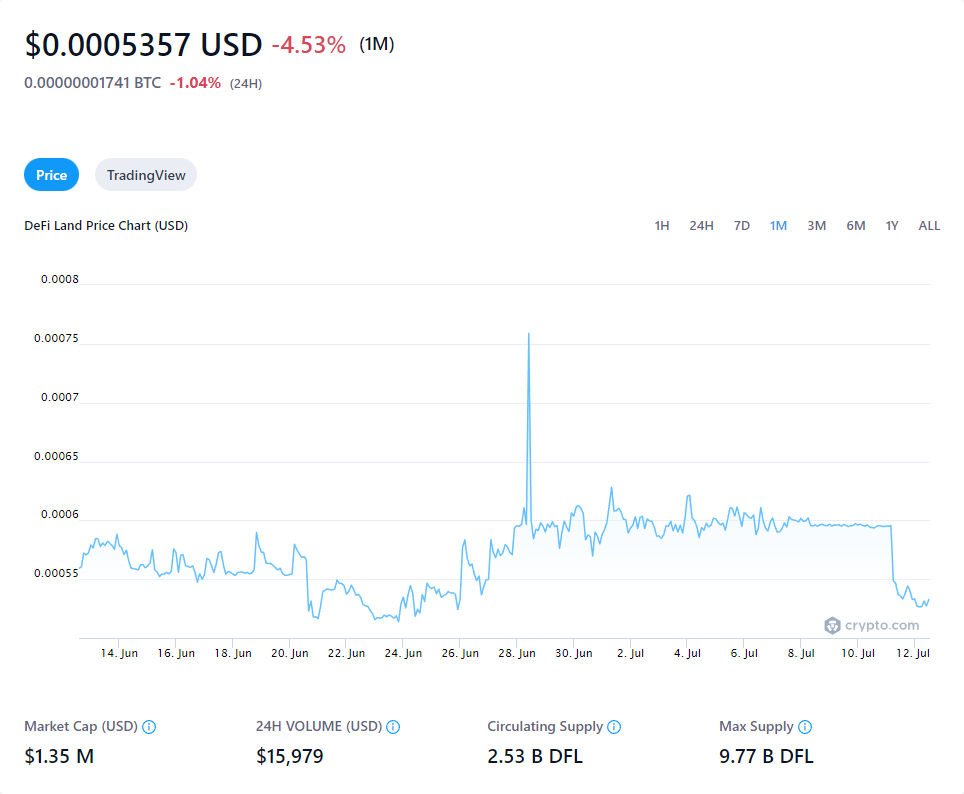 $0.0005357 USD -4.53% (1M)
0.00000001741 BTC -1.04% (24H)
Price TradingView
DeFi Land Price Chart (USD) 1H 24H 7D 1M 3M 6M 1Y ALL
0.0008
0.00075
0.0007
0.00065
0.0006
0.00055
crypto.com
14. Jun 16. Jun 18. Jun 20. Jun 22. Jun 24. Jun 26. Jun 28. Jun 30. Jun 2. Jul 4. Jul 6. Jul 8. Jul 10. Jul 12. Jul
Market Cap (USD) 24H VOLUME (USD) Circulating Supply Max Supply
$1.35 M $15,979 2.53 B DFL 9.77 B DFL